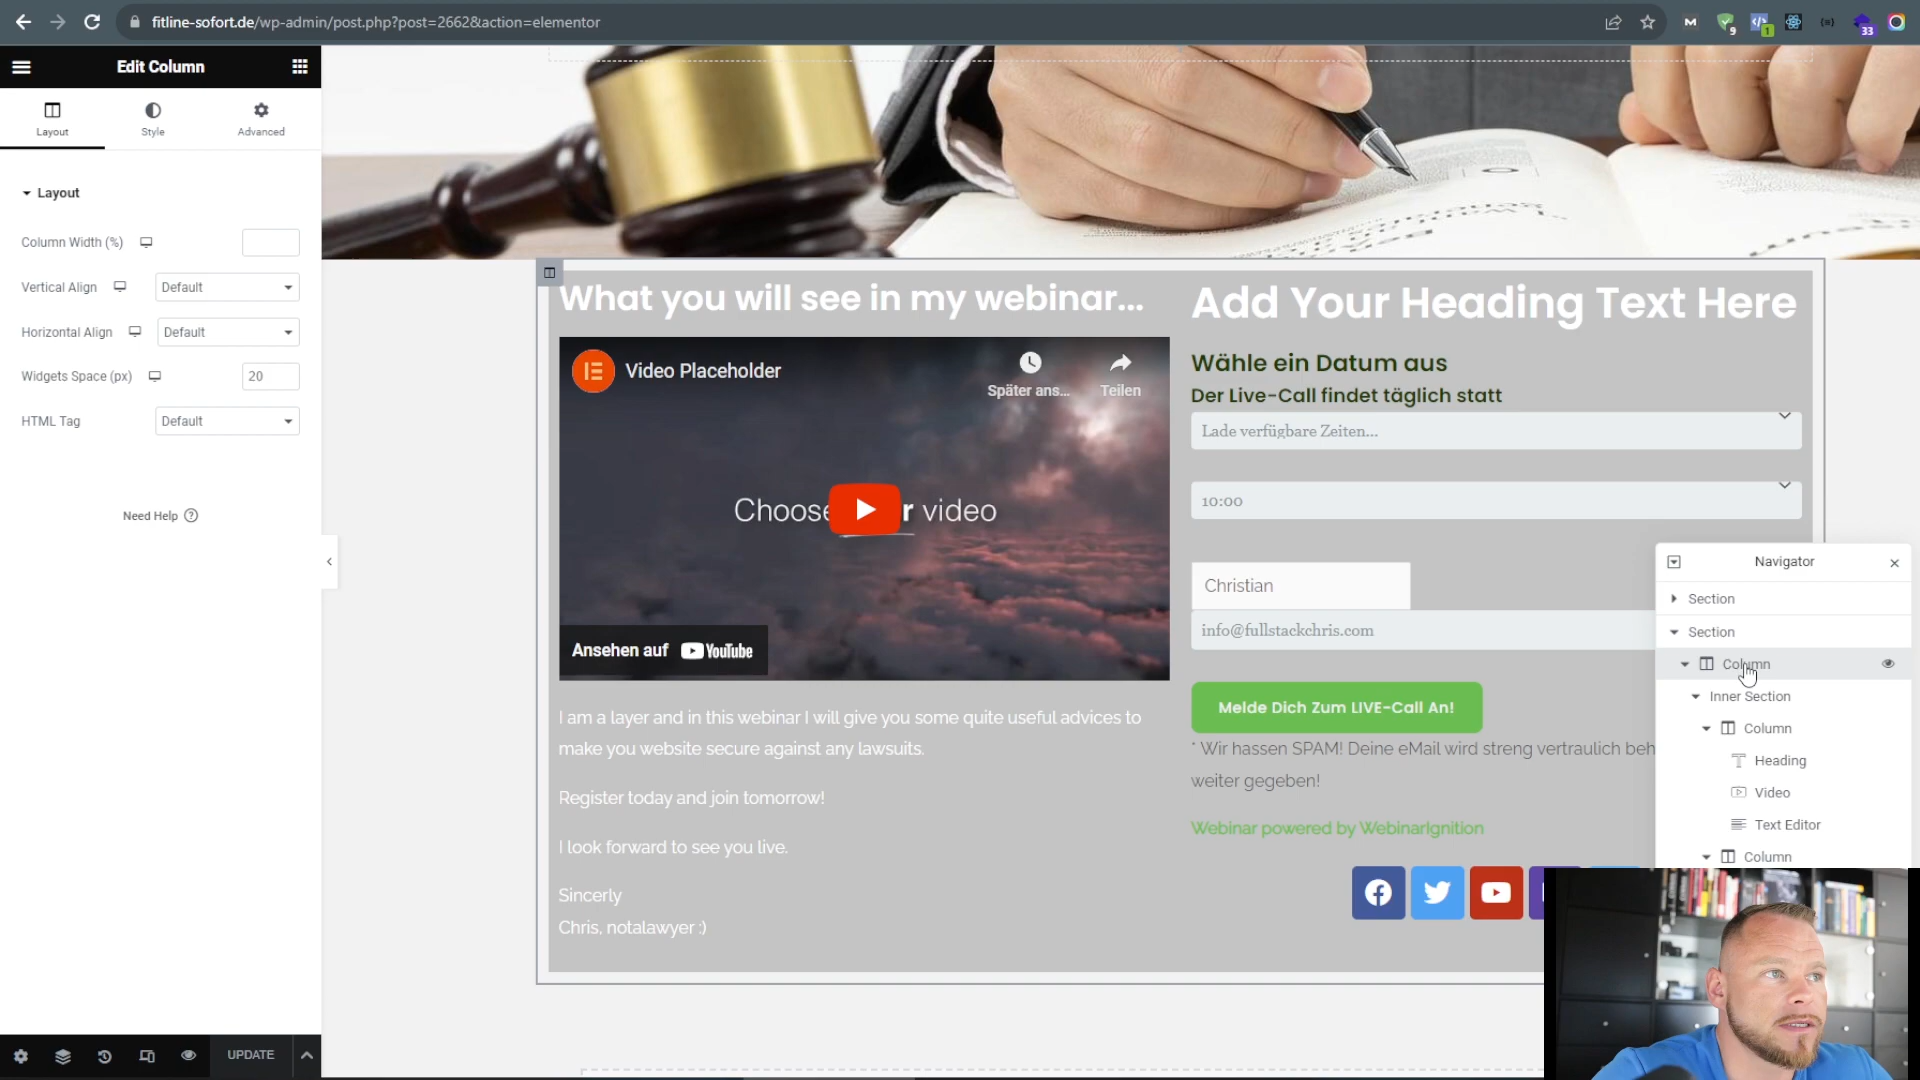 fitline-sofort.de/wp-admin/post.php?post=2662&action=elementor
M
9
1
33
Edit Column
Layout
Style
Advanced
Layout
Column Width (%)
Vertical Align
Default
Horizontal Align
Default
Widgets Space (px)
20
HTML Tag
Default
Need Help
UPDATE
What you will see in my webinar...
Video Placeholder
Später ans...
Teilen
Choose
r video
Ansehen auf YouTube
I am a layer and in this webinar I will give you some quite useful advices to
make you website secure against any lawsuits.
Register today and join tomorrow!
I look forward to see you live.
Sincerly
Chris, notalawyer :)
Add Your Heading Text Here
Wähle ein Datum aus
Der Live-Call findet täglich statt
Lade verfügbare Zeiten...
10:00
Christian
info@fullstackchris.com
Melde Dich Zum LIVE-Call An!
* Wir hassen SPAM! Deine eMail wird streng vertraulich beh
weiter gegeben!
Webinar powered by WebinarIgnition
Navigator
Section
Section
Column
Inner Section
Column
Heading
Video
Text Editor
Column